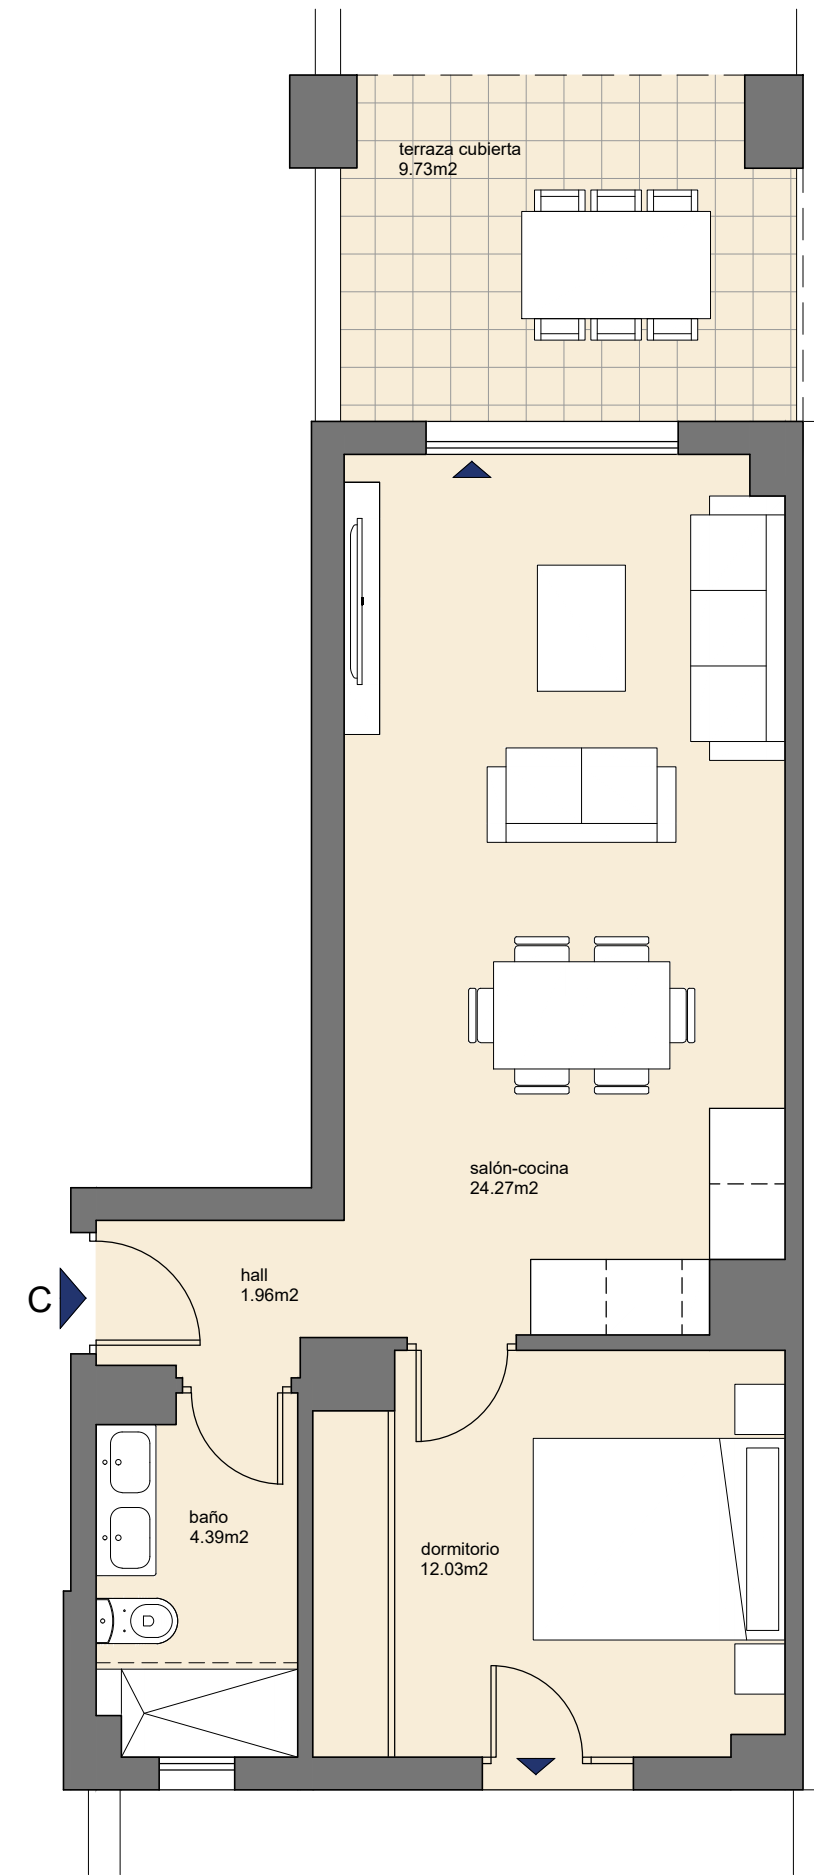 terraza cubierta
9.73m2
salón-cocina
24.27m2
hall
1.96m2
C
baño
4.39m2
dormitorio
12.03m2